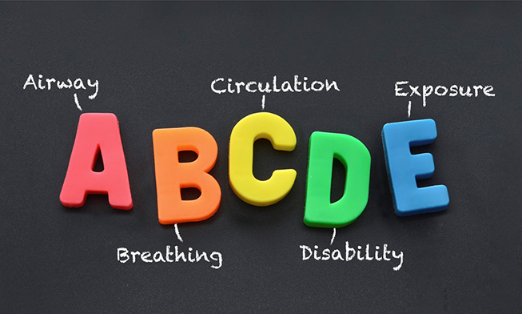 Airway
Circulation
Exposure
ABCDE
Breathing
Disability